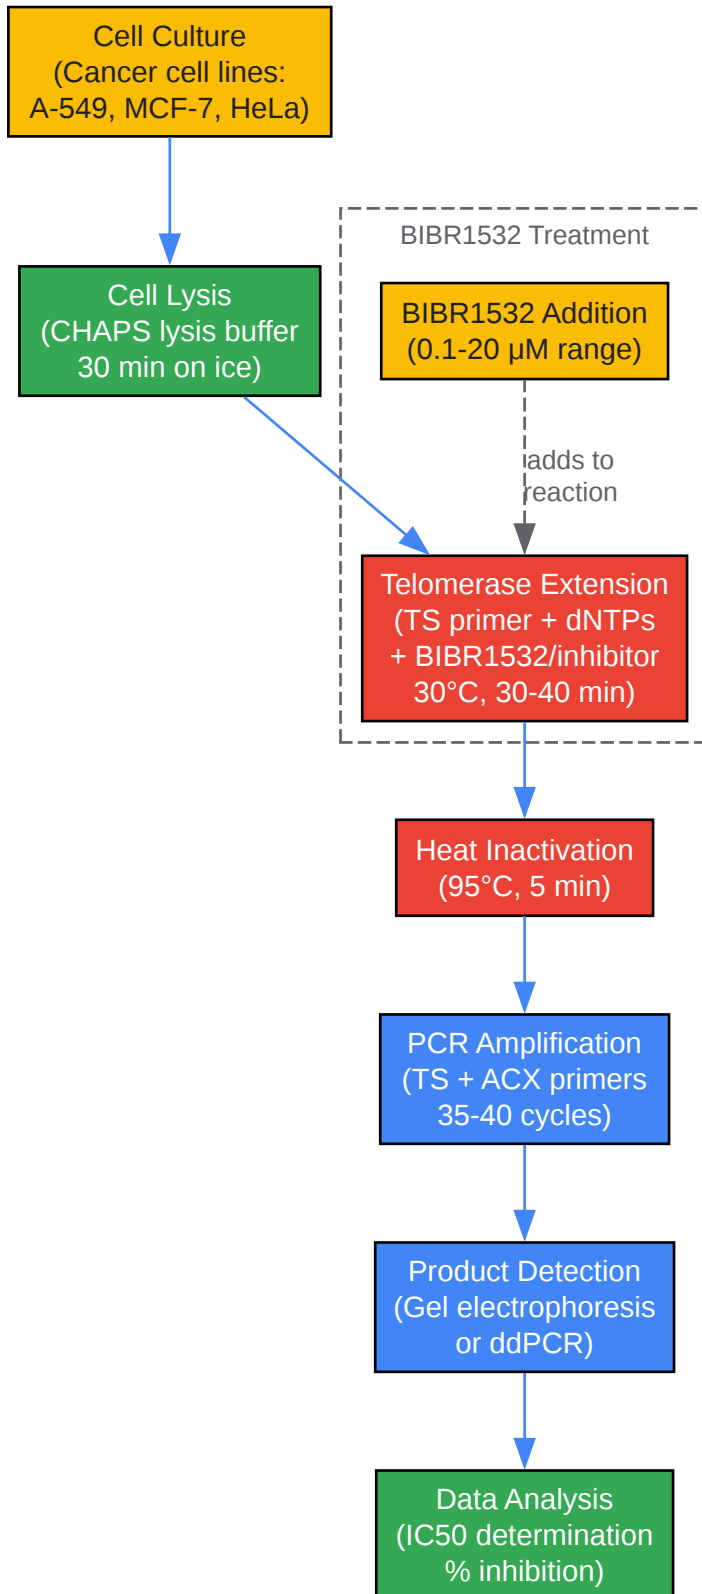 Cell Culture
(Cancer cell lines:
A-549, MCF-7, HeLa)
BIBR1532 Treatment
Cell Lysis
(CHAPS lysis buffer
30 min on ice)
BIBR1532 Addition
(0.1-20 μM range)
adds to
reaction
Telomerase Extension
(TS primer + dNTPs
+ BIBR1532/inhibitor
30°C, 30-40 min)
Heat Inactivation
(95°C, 5 min)
PCR Amplification
(TS + ACX primers
35-40 cycles)
Product Detection
(Gel electrophoresis
or ddPCR)
Data Analysis
(IC50 determination
% inhibition)